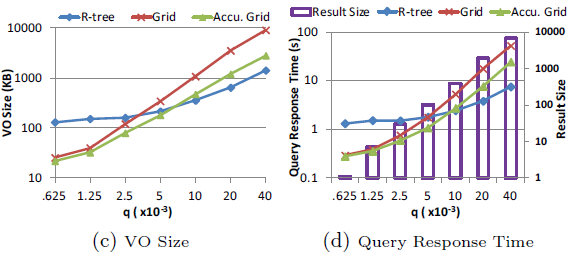 R-tree Grid Accu. Grid
VO Size (KB)
10000
1000
100
10
.625 1.25 2.5 5 10 20 40
q ( x10-3)
(c) VO Size
Result Size R-tree Grid Accu. Grid
Query Response Time (s)
100
10
1
0.1
10000
1000
100
10
1
Result Size
.625 1.25 2.5 5 10 20 40
q (x10-3)
(d) Query Response Time